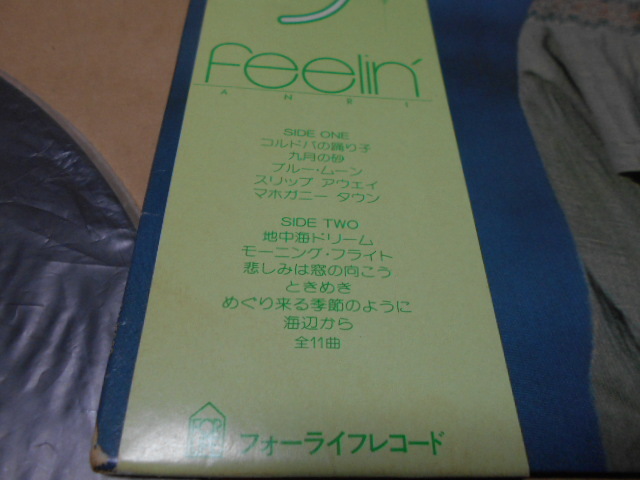 Feelin'
ANRI
SIDE ONE
コルドバの踊り子
九月の砂
ブルー・ムーン
スリップ アウェイ
マホガニー タウン
SIDE TWO
地中海ドリーム
モーニング・フライト
悲しみは窓の向こう
ときめき
めぐり来る季節のように
海辺から
全11曲
フォーライフレコード